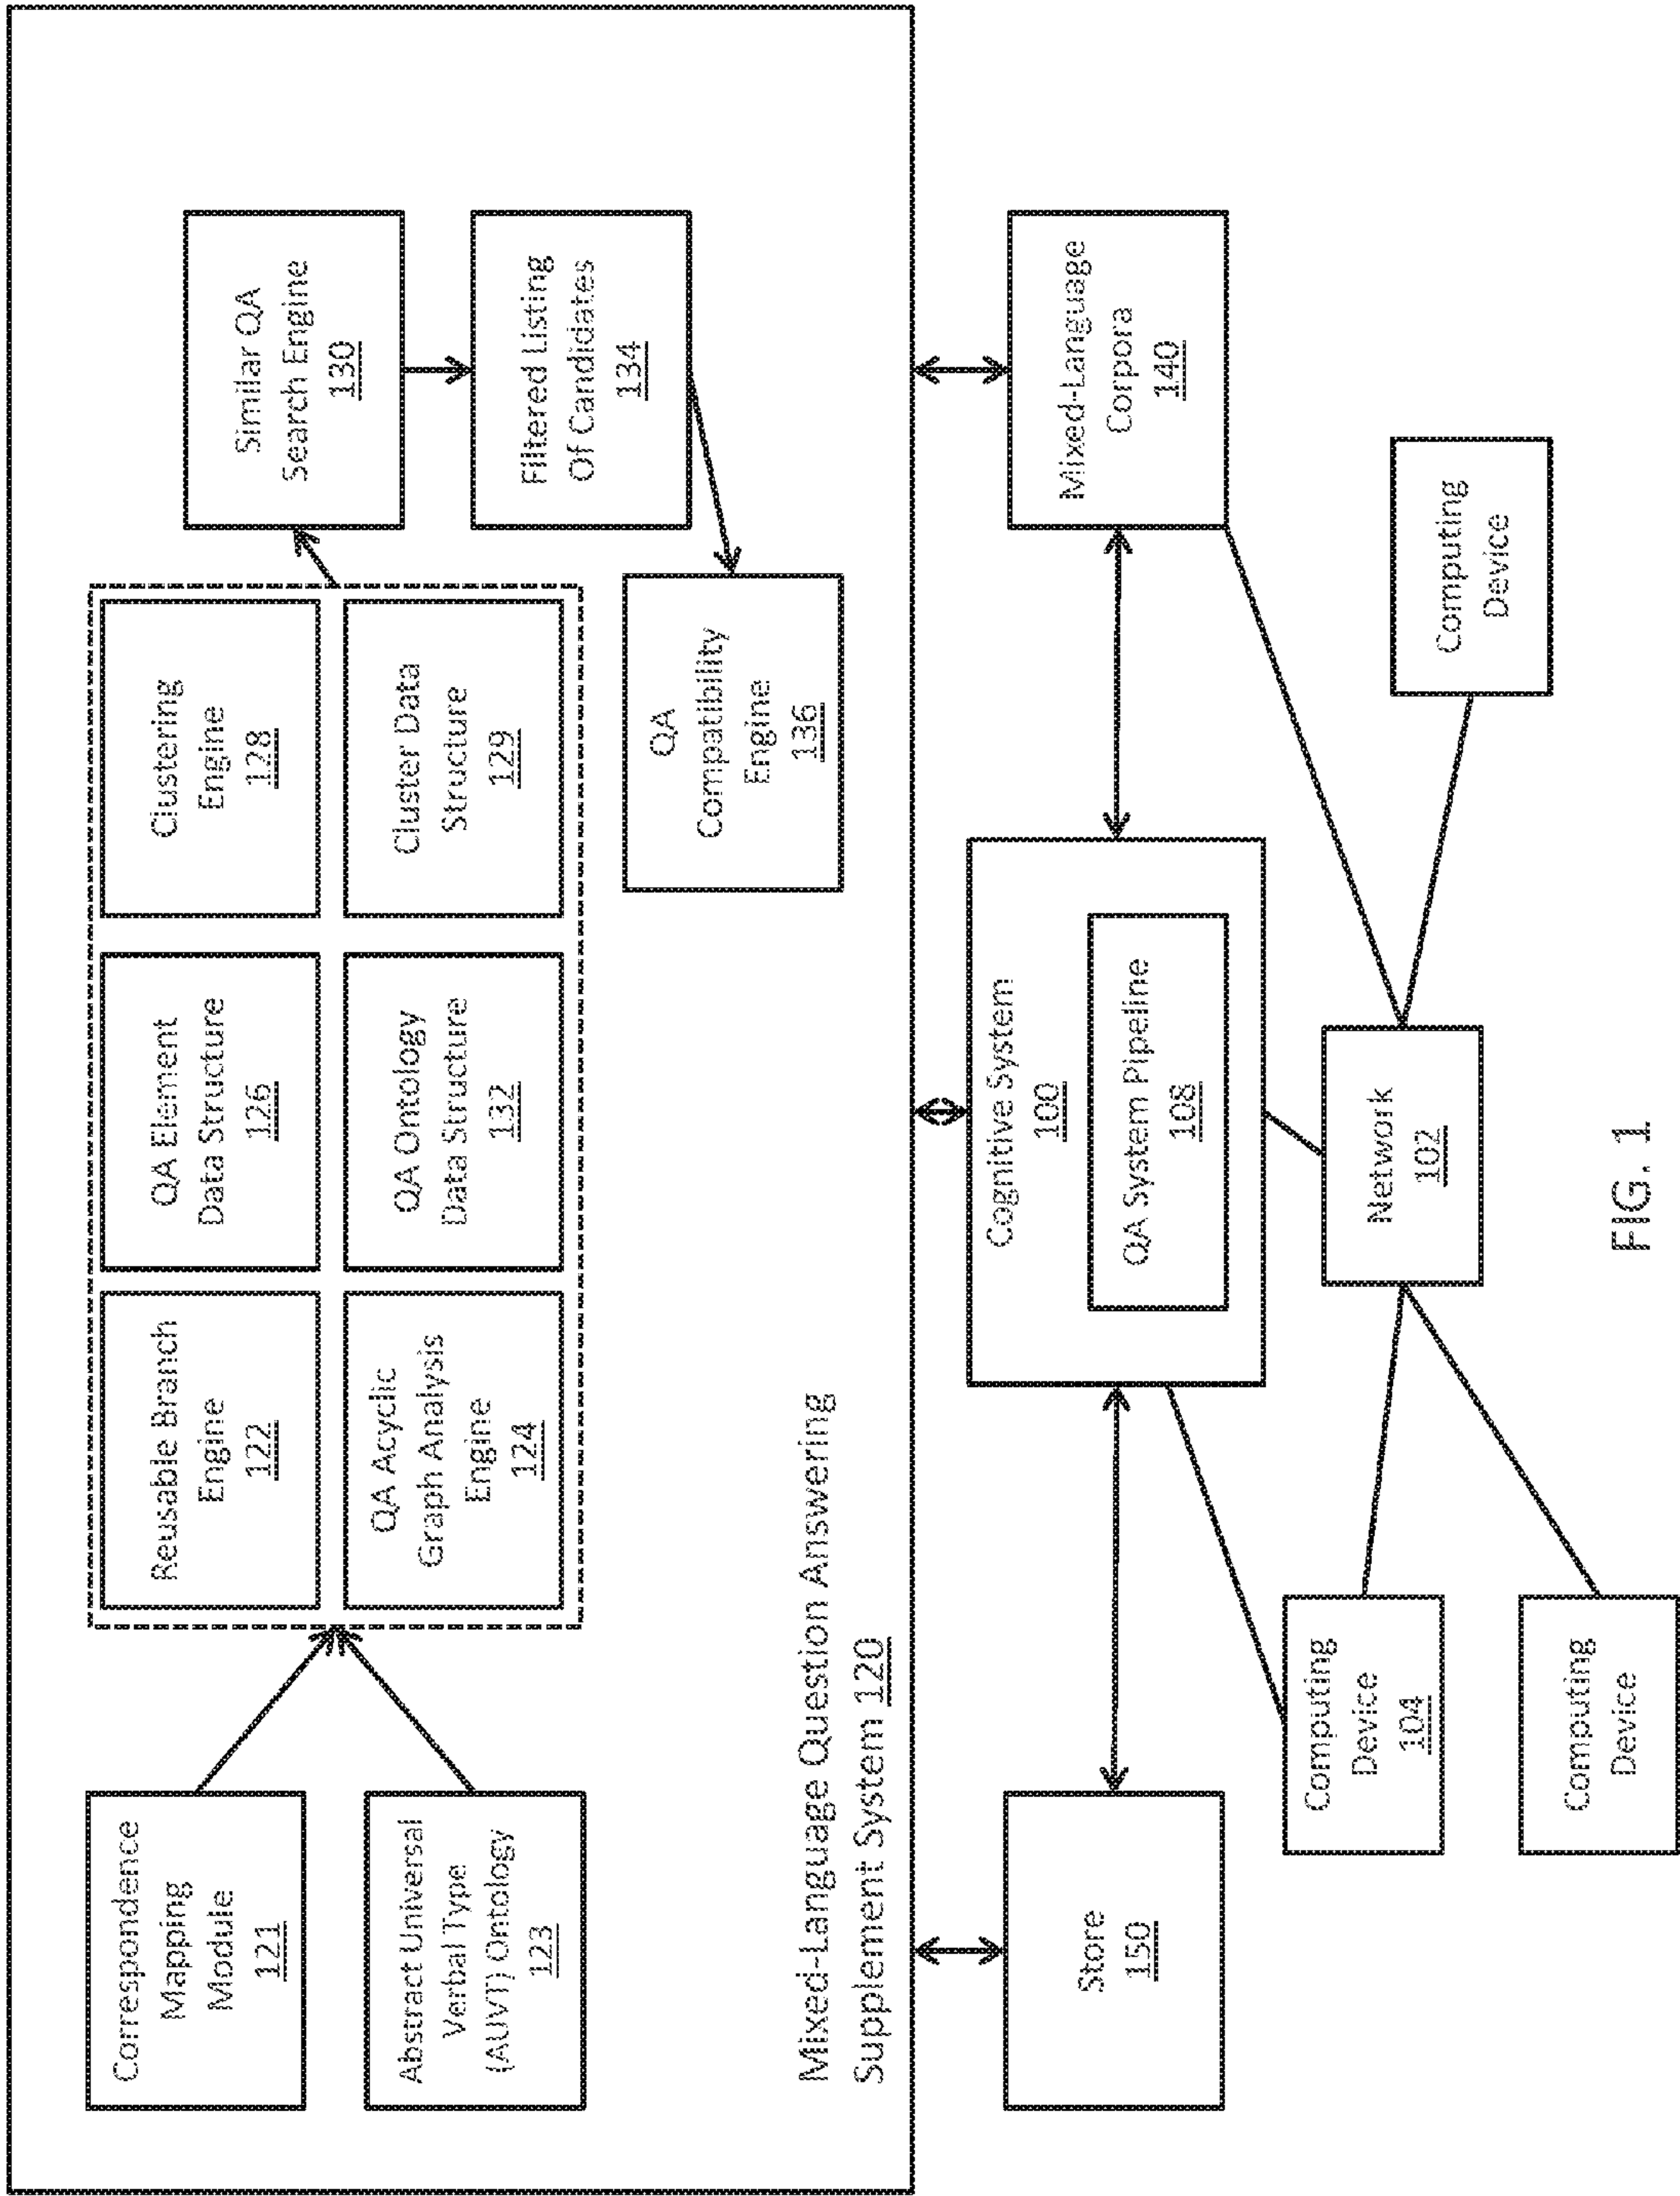 Correspondence
Mapping
Module
121
Abstract Universal
Verbal Type
(AUVT) Ontology
123
Reusable Branch
Engine
122
QA Element
Data Structure
126
Clustering
Engine
128
QA Acyclic
Graph Analysis
Engine
124
QA Ontology
Data Structure
132
Cluster Data
Structure
129
Similar QA
Search Engine
130
Filtered Listing
Of Candidates
134
QA
Compatibility
Engine
136
Mixed-Language Question Answering
Supplement System 120
Store
150
Cognitive System
100
QA System Pipeline
108
Mixed-Language
Corpora
140
Computing
Device
104
Network
102
Computing
Device
Computing
Device
FIG. 1